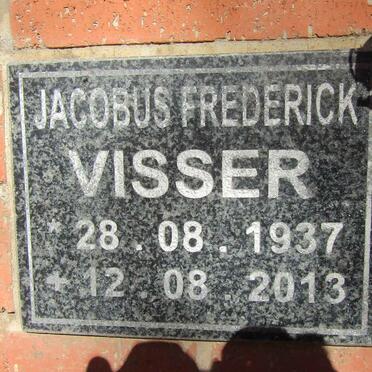 JACOBUS FREDERICK
VISSER
* 28 . 08 . 1937
+ 12 08 . 2013